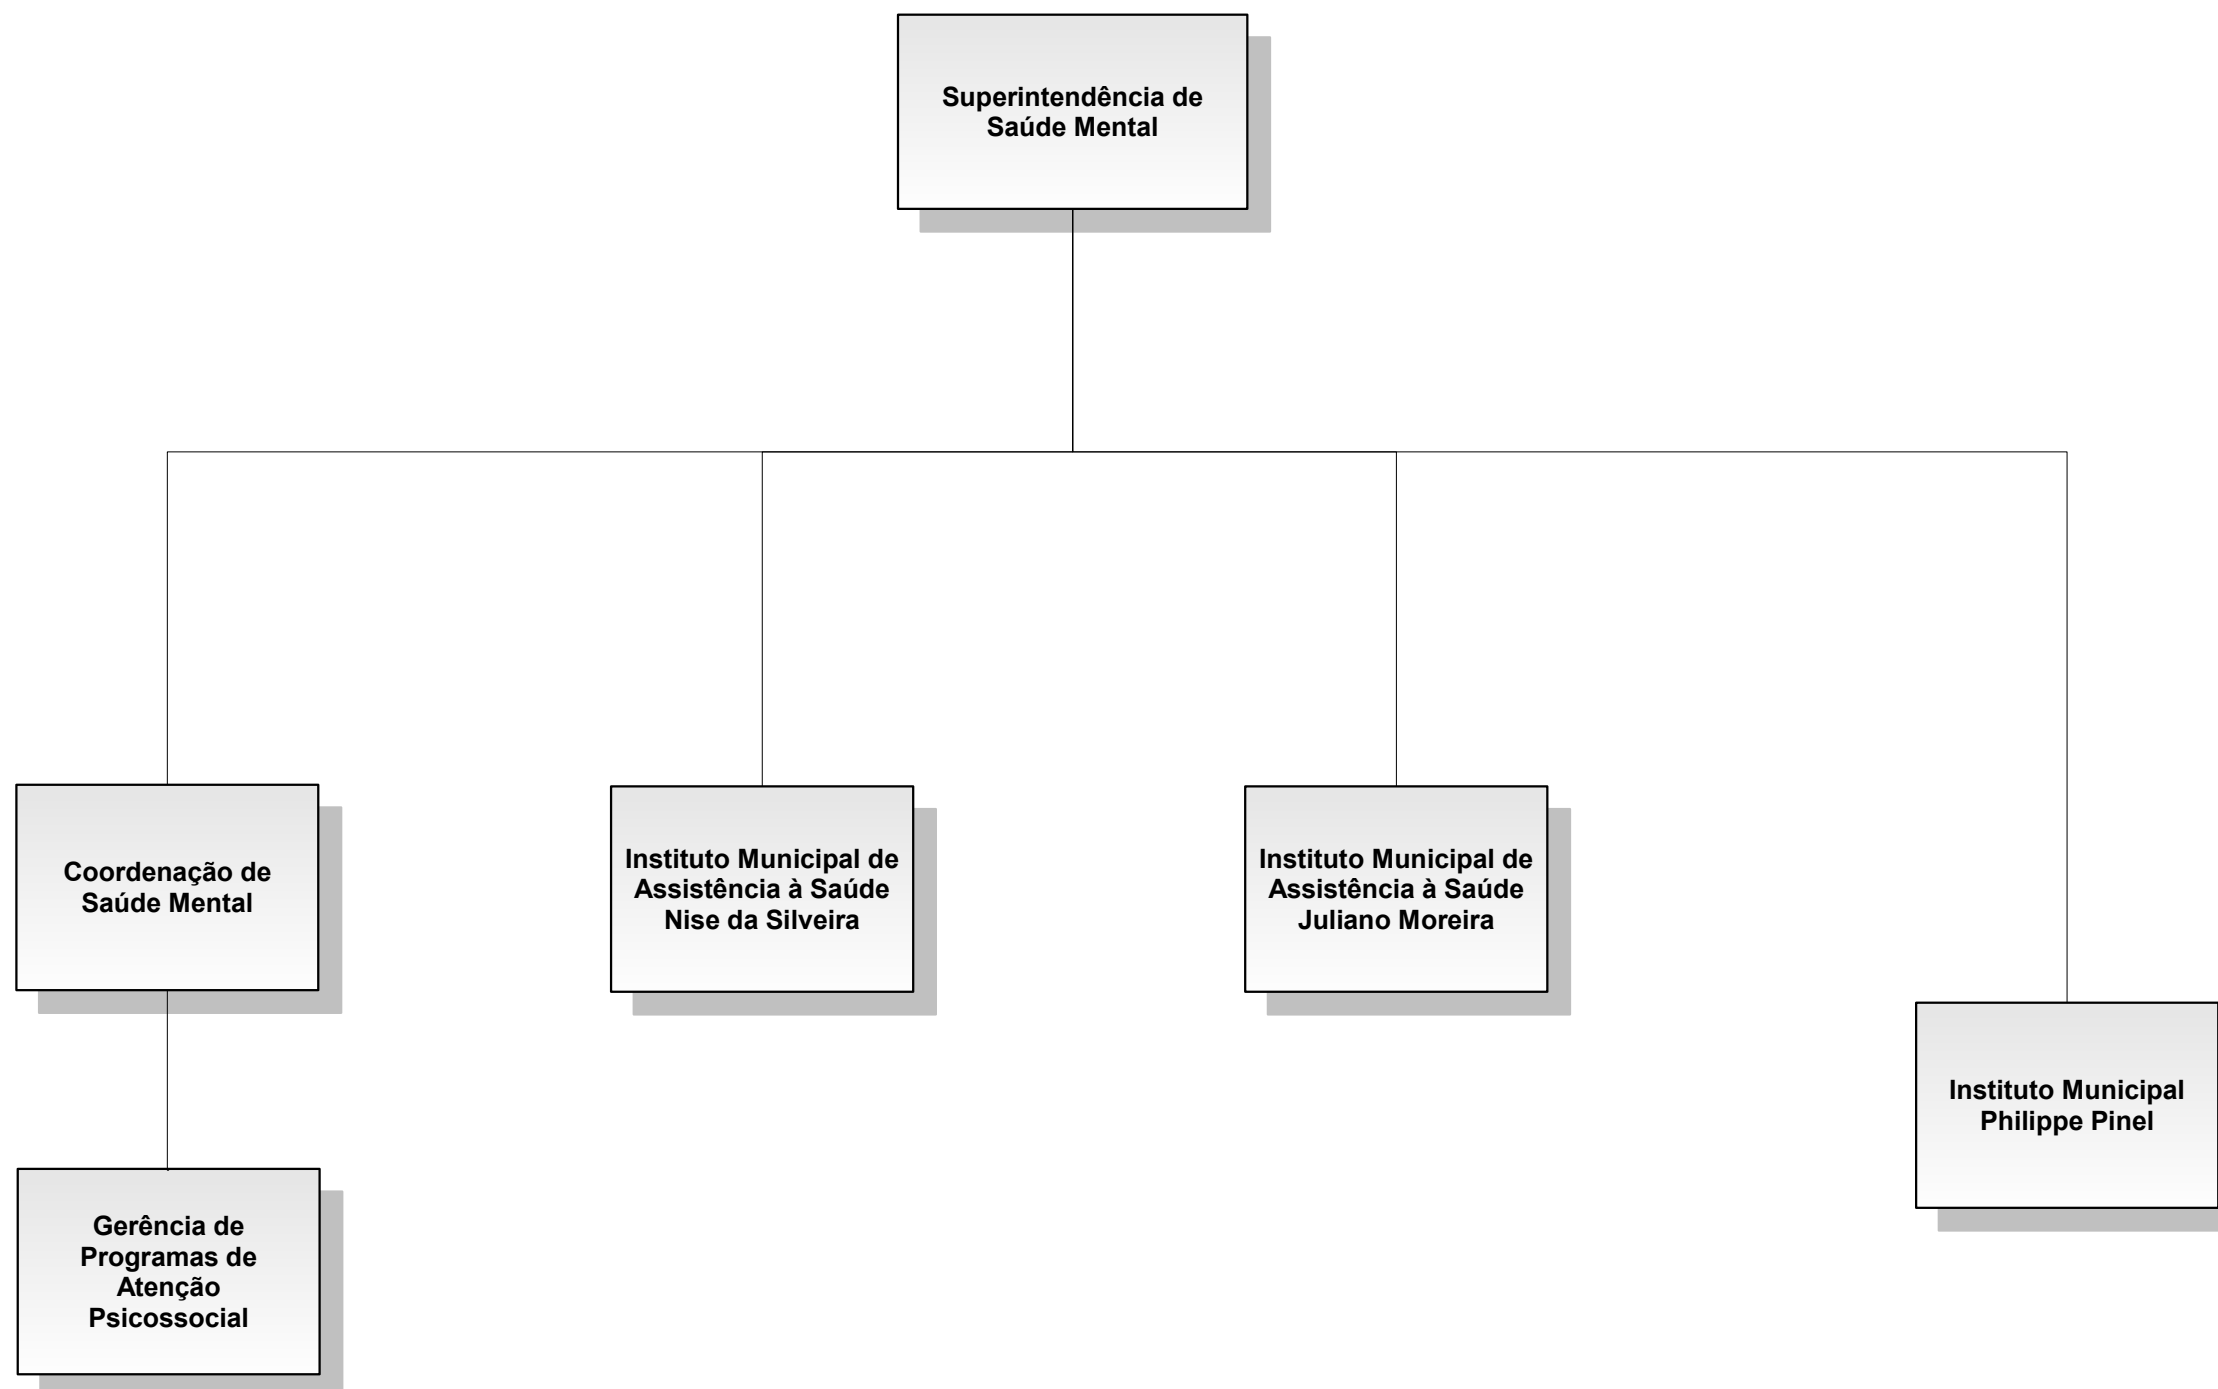 Superintendência de
Saúde Mental
Coordenação de
Saúde Mental
Instituto Municipal de
Assistência à Saúde
Nise da Silveira
Instituto Municipal de
Assistência à Saúde
Juliano Moreira
Instituto Municipal
Philippe Pinel
Gerência de
Programas de
Atenção
Psicossocial